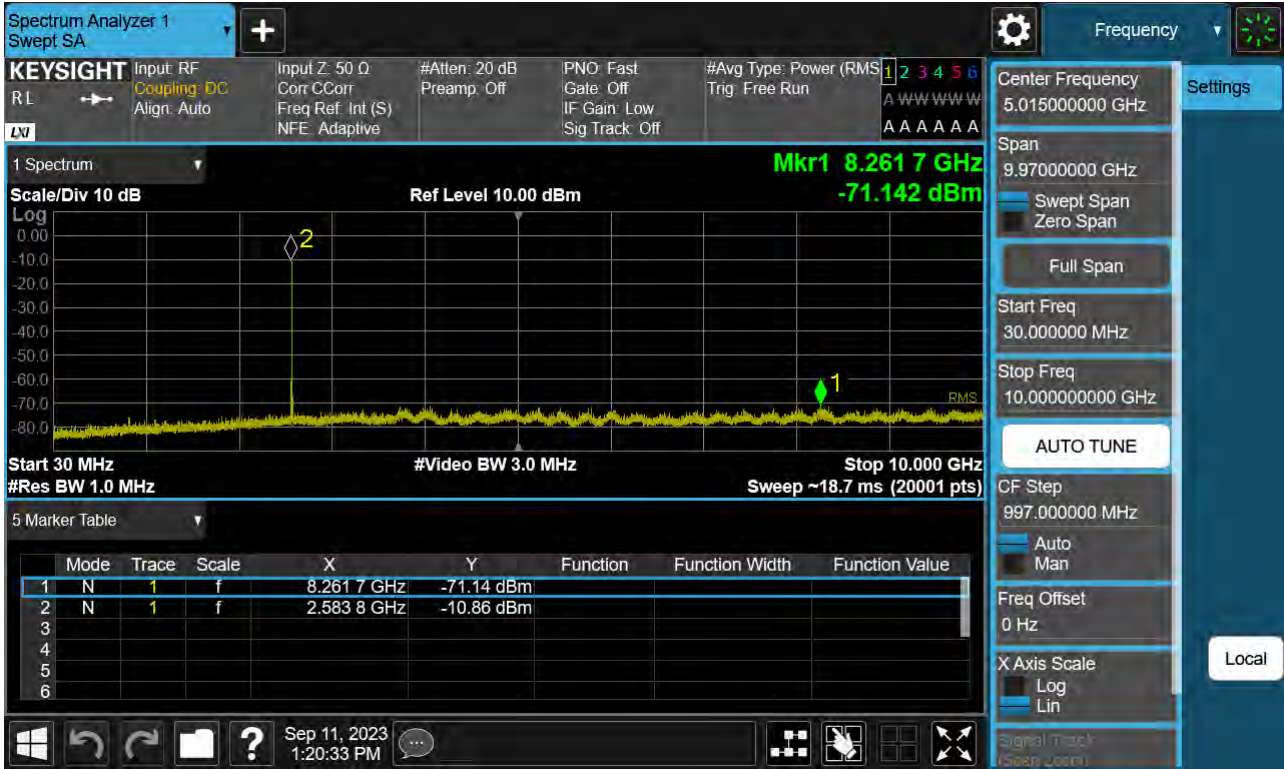 Spectrum Analyzer 1
Swept SA
Frequency
KEYSIGHT
RL
LXI
Input: RF
Coupling: DC
Align: Auto
Input Z: 50 Ω
Corr CCorr
Freq Ref: Int (S)
NFE: Adaptive
#Atten: 20 dB
Preamp: Off
PNO: Fast
Gate: Off
IF Gain: Low
Sig Track: Off
#Avg Type: Power (RMS
Trig: Free Run
1 2 3 4 5 6
A W W W W W
A A A A A A
1 Spectrum
Mkr1 8.261 7 GHz
-71.142 dBm
Scale/Div 10 dB
Ref Level 10.00 dBm
Log
0.00
-10.0
-20.0
-30.0
-40.0
-50.0
-60.0
-70.0
-80.0
2
1
RMS
Start 30 MHz
#Video BW 3.0 MHz
Stop 10.000 GHz
#Res BW 1.0 MHz
Sweep ~18.7 ms (20001 pts)
5 Marker Table
Mode Trace Scale X Y Function Function Width Function Value
1 N 1 f 8.261 7 GHz -71.14 dBm
2 N 1 f 2.583 8 GHz -10.86 dBm
3
4
5
6
?
Sep 11, 2023
1:20:33 PM
Center Frequency
5.015000000 GHz
Span
9.97000000 GHz
Swept Span
Zero Span
Full Span
Start Freq
30.000000 MHz
Stop Freq
10.000000000 GHz
AUTO TUNE
CF Step
997.000000 MHz
Auto
Man
Freq Offset
0 Hz
X Axis Scale
Log
Lin
Signal Track
(Span Zoom)
Settings
Local